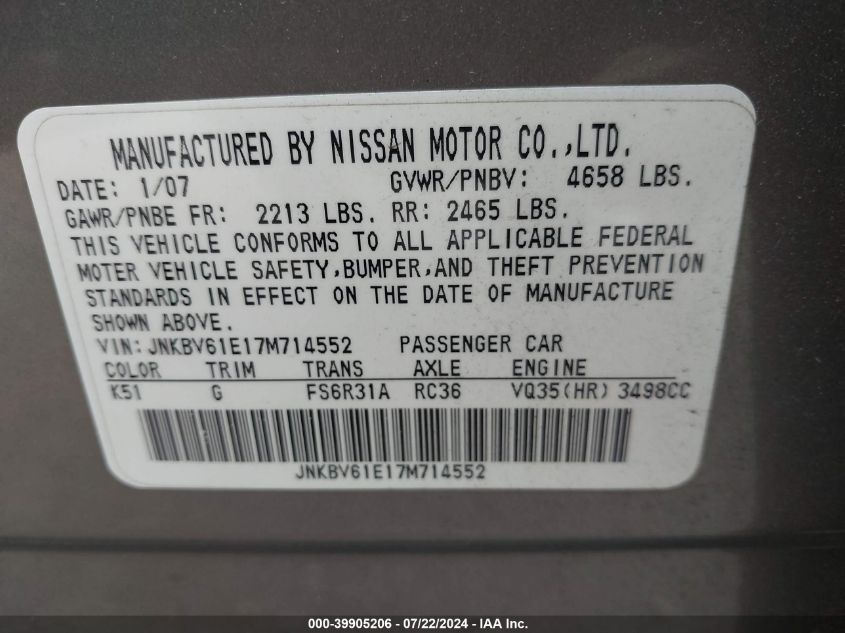 MANUFACTURED BY NISSAN MOTOR CO.,LTD.
DATE: 1/07 GVWR/PNBV: 4658 LBS.
GAWR/PNBE FR: 2213 LBS. RR: 2465 LBS.
THIS VEHICLE CONFORMS TO ALL APPLICABLE FEDERAL
MOTER VEHICLE SAFETY,BUMPER,AND THEFT PREVENTION
STANDARDS IN EFFECT ON THE DATE OF MANUFACTURE
SHOWN ABOVE.
VIN:JNKBV61E17M714552 PASSENGER CAR
COLOR TRIM TRANS AXLE ENGINE
K51 G FS6R31A RC36 VQ35(HR) 3498CC
JNKBV61E17M714552
000-39905206 - 07/22/2024 - IAA Inc.